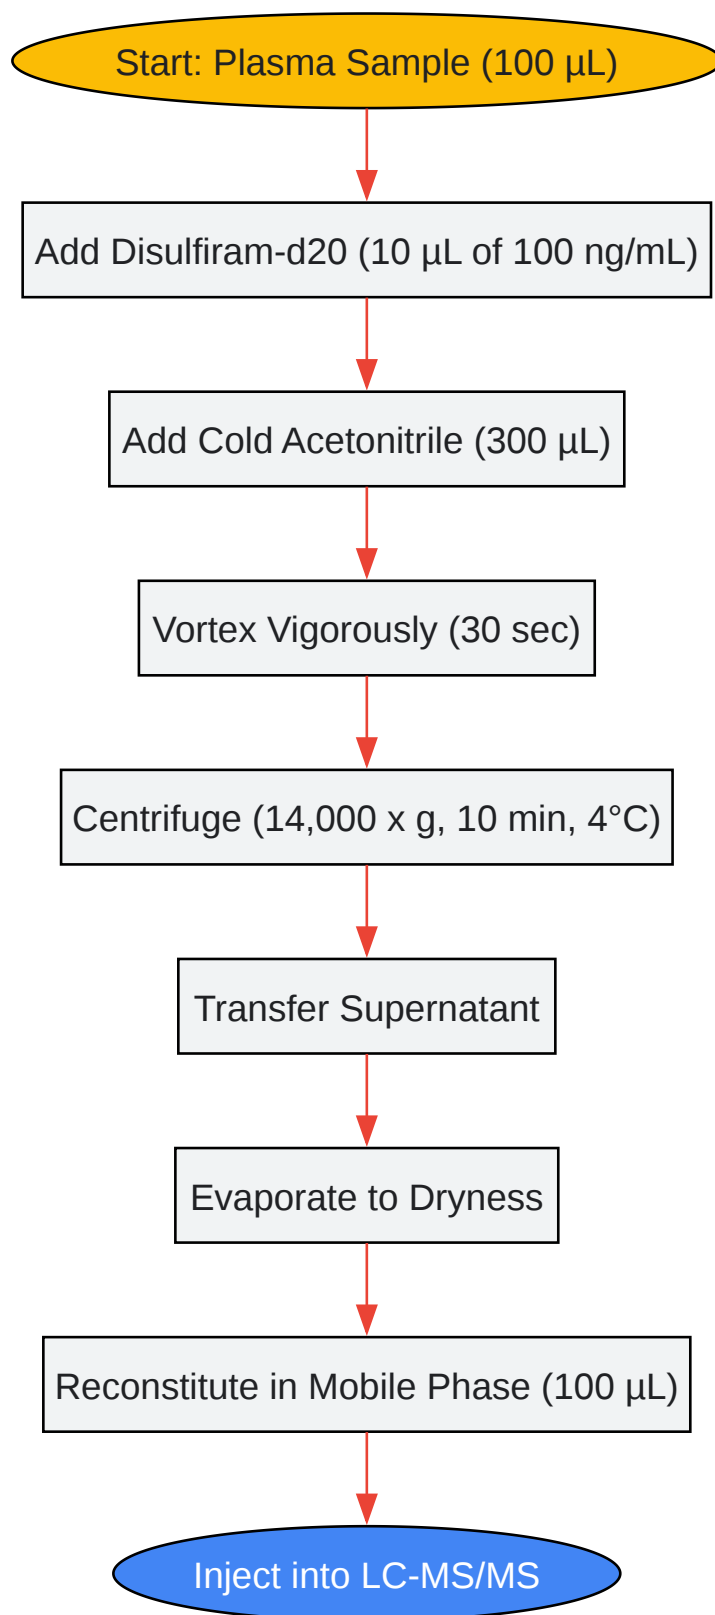 Start: Plasma Sample (100 µL)
Add Disulfiram-d20 (10 µL of 100 ng/mL)
Add Cold Acetonitrile (300 µL)
Vortex Vigorously (30 sec)
Centrifuge (14,000 x g, 10 min, 4°C)
Transfer Supernatant
Evaporate to Dryness
Reconstitute in Mobile Phase (100 µL)
Inject into LC-MS/MS